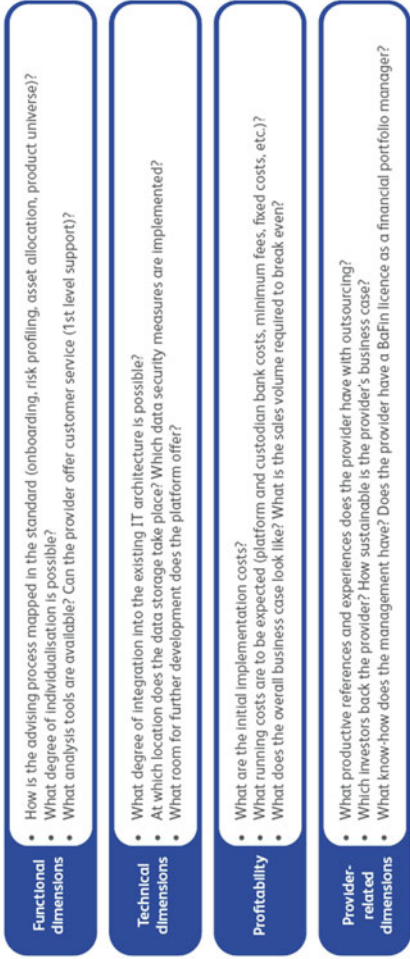 Functional
dimensions
• How is the advising process mapped in the standard (onboarding, risk profiling, asset allocation, product universe)?
• What degree of individualisation is possible?
• What analysis tools are available? Can the provider offer customer service (1st level support)?
Technical
dimensions
• What degree of integration into the existing IT architecture is possible?
• At which location does the data storage take place? Which data security measures are implemented?
• What room for further development does the platform offer?
Profitability
• What are the initial implementation costs?
• What running costs are to be expected (platform and custodian bank costs, minimum fees, fixed costs, etc.)?
• What does the overall business case look like? What is the sales volume required to break even?
Provider-
related
dimensions
• What productive references and experiences does the provider have with outsourcing?
• Which investors back the provider? How sustainable is the provider's business case?
• What know-how does the management have? Does the provider have a BaFin licence as a financial portfolio manager?